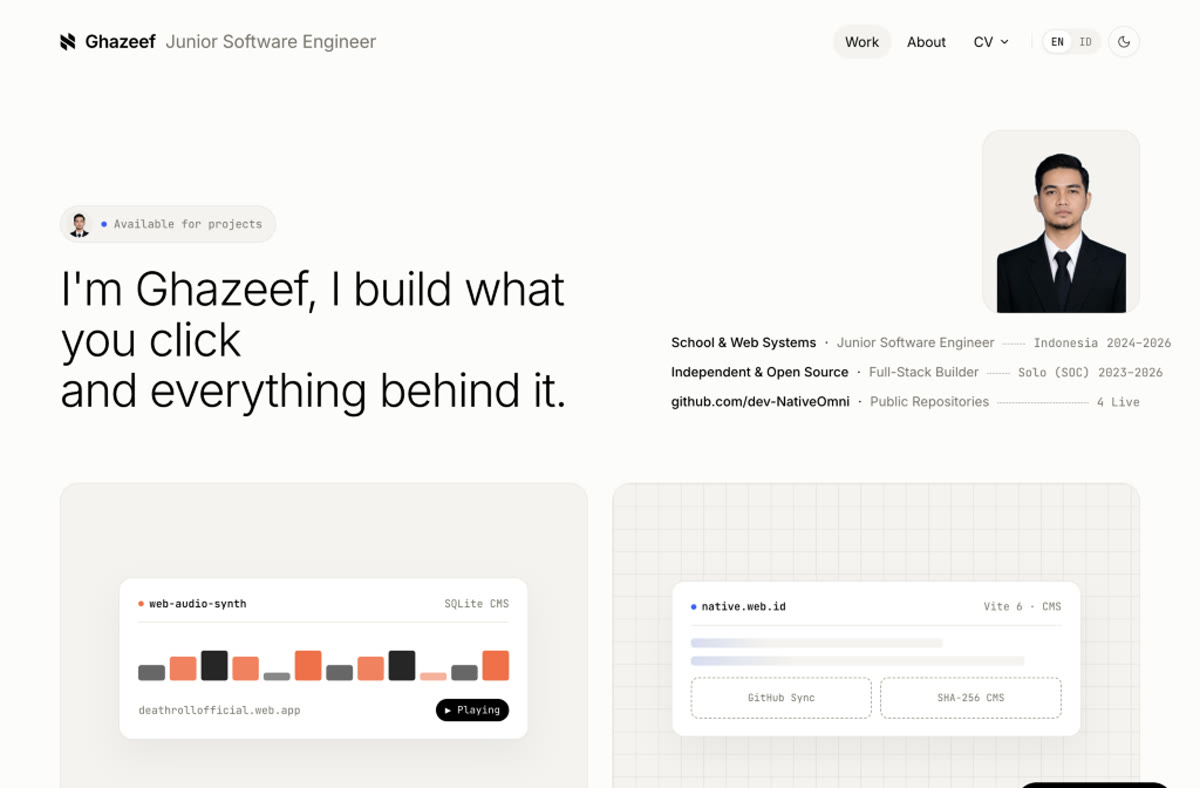 Ghazeef Junior Software Engineer
Work About CV EN ID
Available for projects
I'm Ghazeef, I build what
you click
and everything behind it.
School & Web Systems · Junior Software Engineer Indonesia 2024–2026
Independent & Open Source · Full-Stack Builder Solo (SOC) 2023–2026
github.com/dev-NativeOmni · Public Repositories 4 Live
web-audio-synth SQLite CMS
deathrollofficial.web.app ▶ Playing
native.web.id Vite 6 · CMS
GitHub Sync SHA-256 CMS